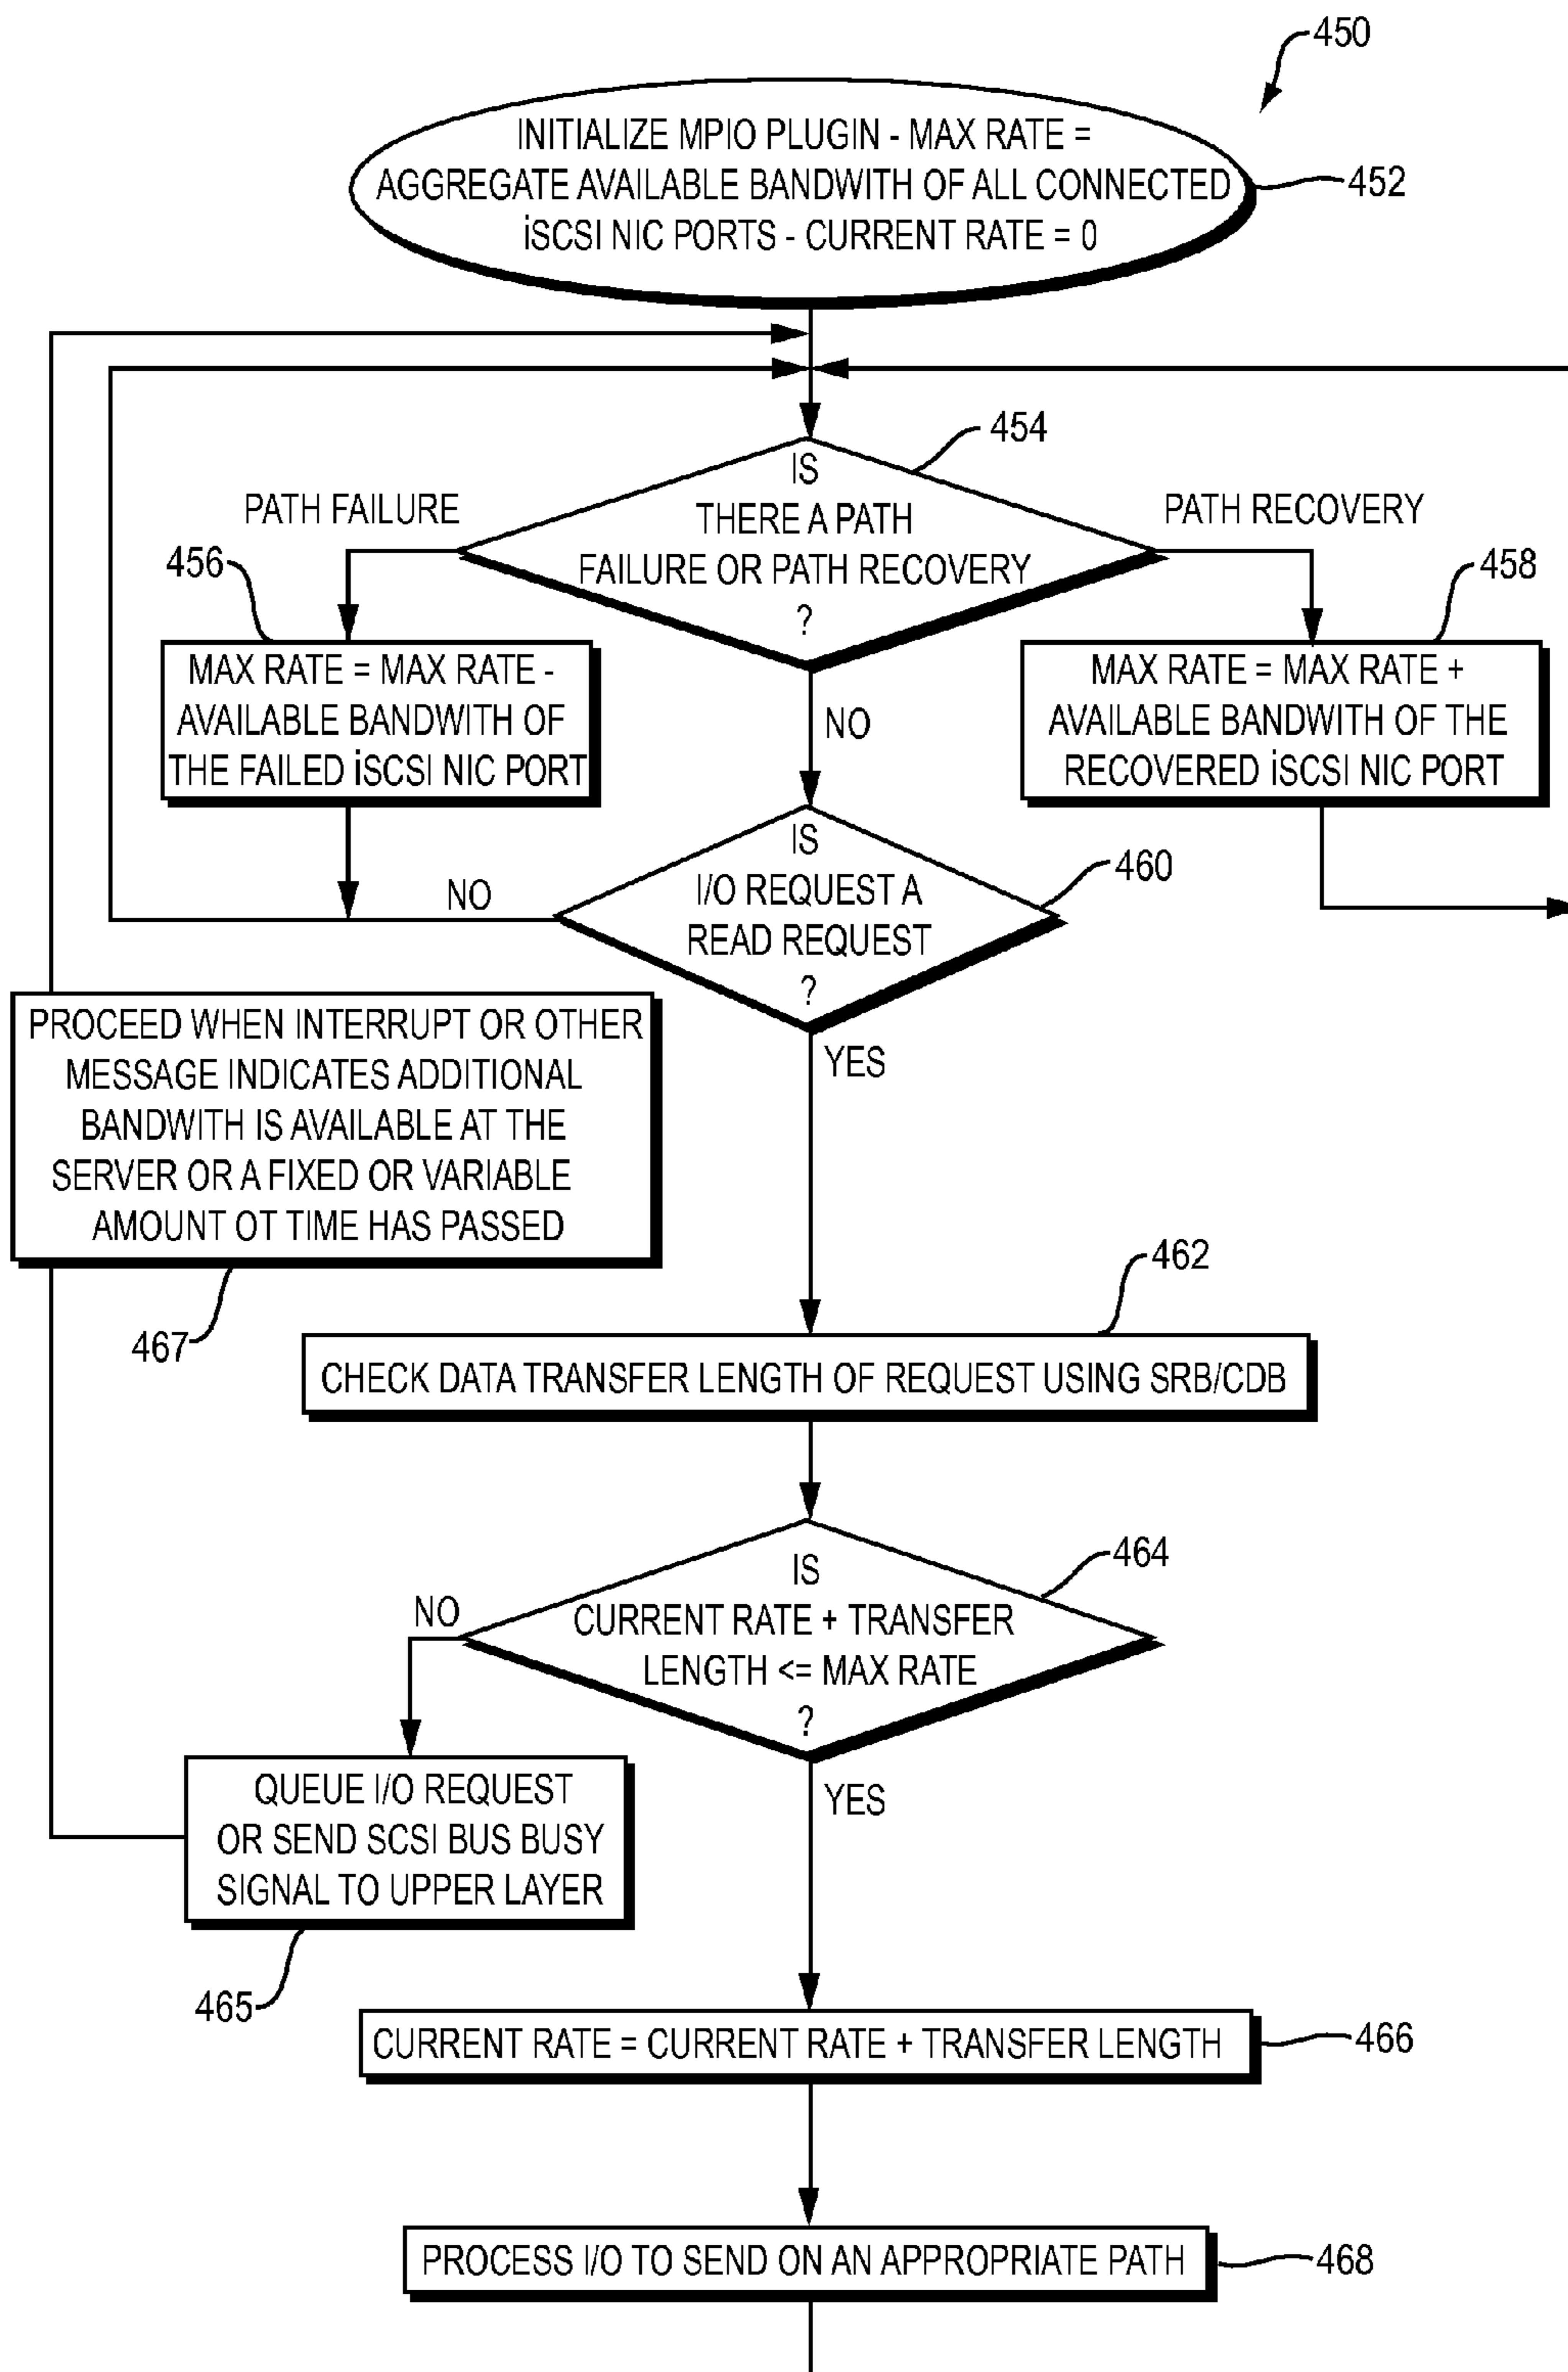 450
INITIALIZE MPIO PLUGIN - MAX RATE =
AGGREGATE AVAILABLE BANDWITH OF ALL CONNECTED
iSCSI NIC PORTS - CURRENT RATE = 0
452
454
IS
THERE A PATH
FAILURE OR PATH RECOVERY
?
PATH FAILURE
PATH RECOVERY
456
MAX RATE = MAX RATE -
AVAILABLE BANDWITH OF
THE FAILED iSCSI NIC PORT
458
MAX RATE = MAX RATE +
AVAILABLE BANDWITH OF THE
RECOVERED iSCSI NIC PORT
NO
IS
I/O REQUEST A
READ REQUEST
?
460
NO
YES
PROCEED WHEN INTERRUPT OR OTHER
MESSAGE INDICATES ADDITIONAL
BANDWITH IS AVAILABLE AT THE
SERVER OR A FIXED OR VARIABLE
AMOUNT OT TIME HAS PASSED
467
462
CHECK DATA TRANSFER LENGTH OF REQUEST USING SRB/CDB
464
IS
CURRENT RATE + TRANSFER
LENGTH <= MAX RATE
?
NO
YES
QUEUE I/O REQUEST
OR SEND SCSI BUS BUSY
SIGNAL TO UPPER LAYER
465
CURRENT RATE = CURRENT RATE + TRANSFER LENGTH
466
PROCESS I/O TO SEND ON AN APPROPRIATE PATH
468